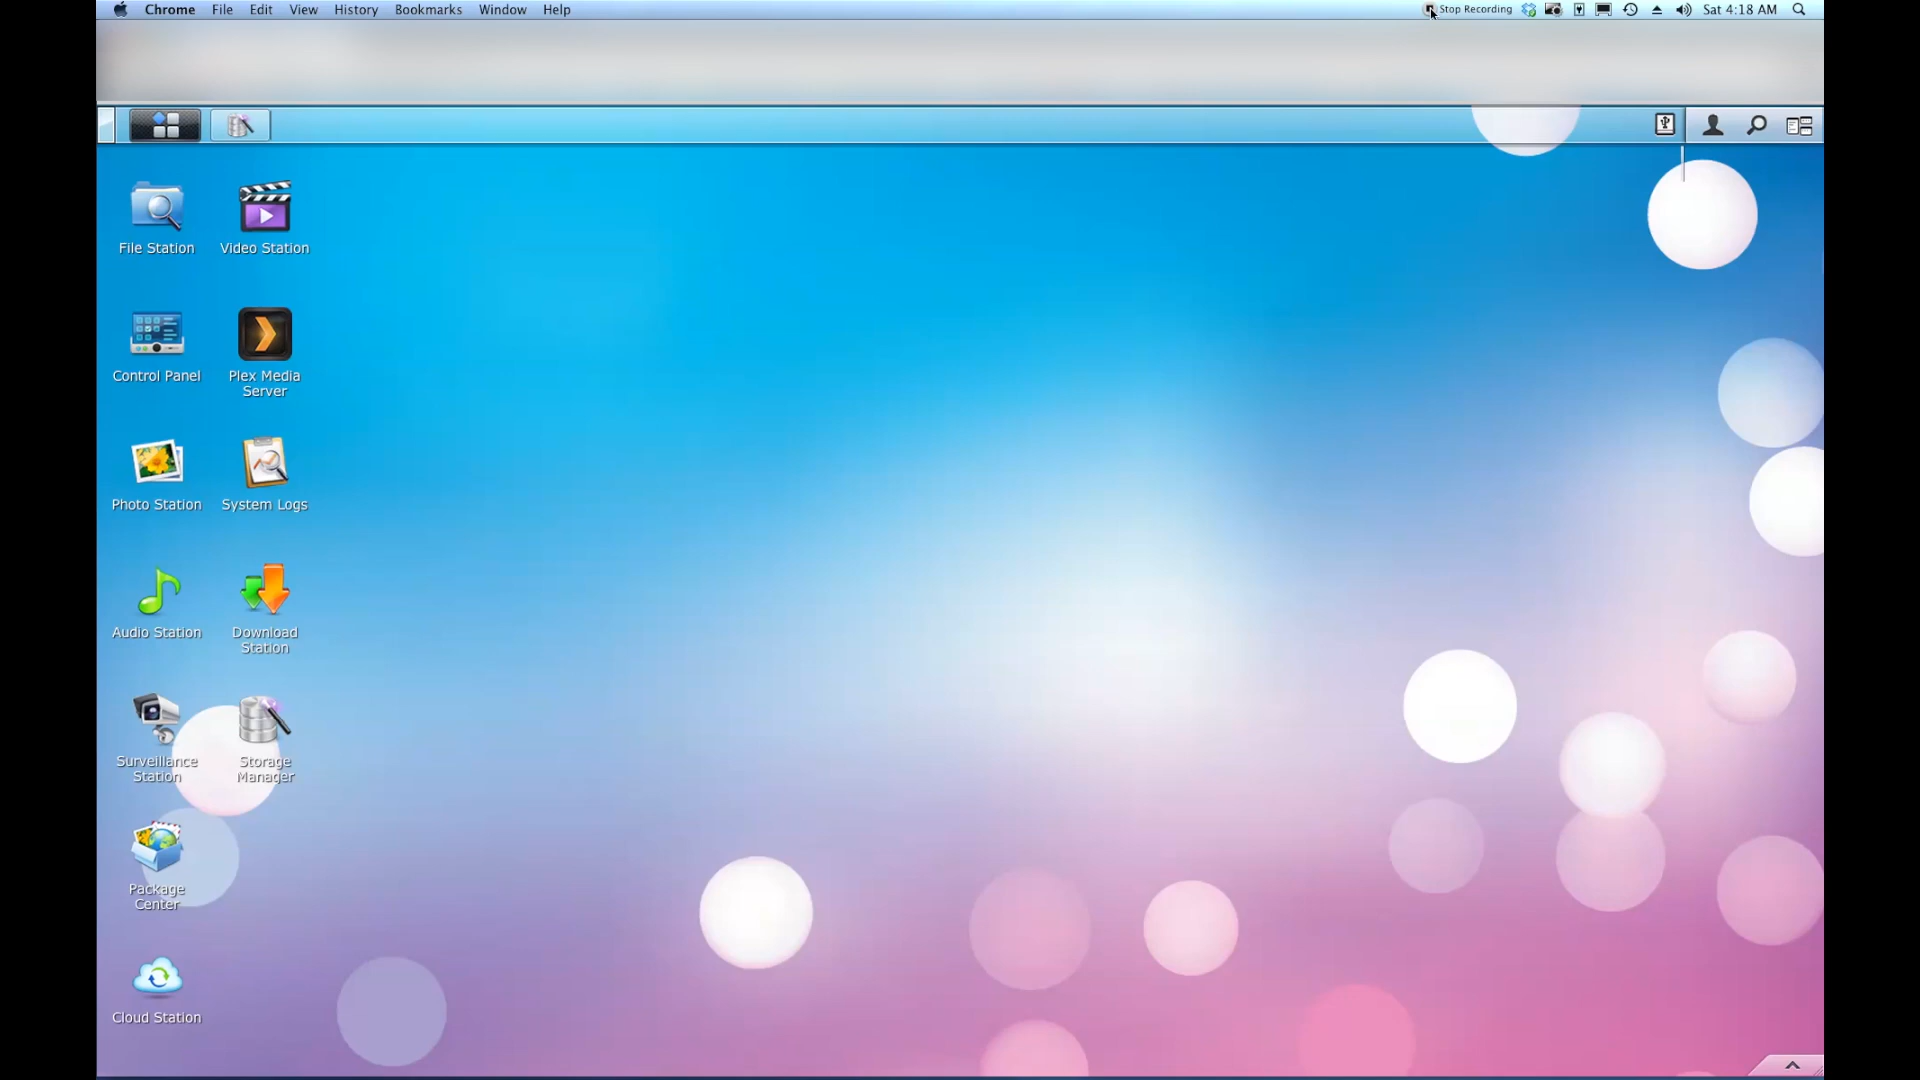 Chrome File Edit View History Bookmarks Window Help Stop Recording Sat 4:18 AM
File Station Video Station
Control Panel Plex Media
Server
Photo Station System Logs
Audio Station Download
Station
Surveillance Storage
Station Manager
Package
Center
Cloud Station